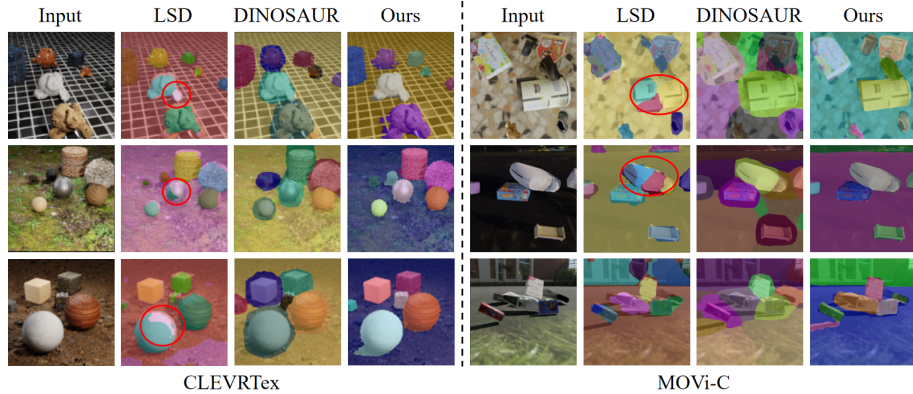 Input LSD DINOSAUR Ours Input LSD DINOSAUR Ours
CLEVRTex MOVi-C